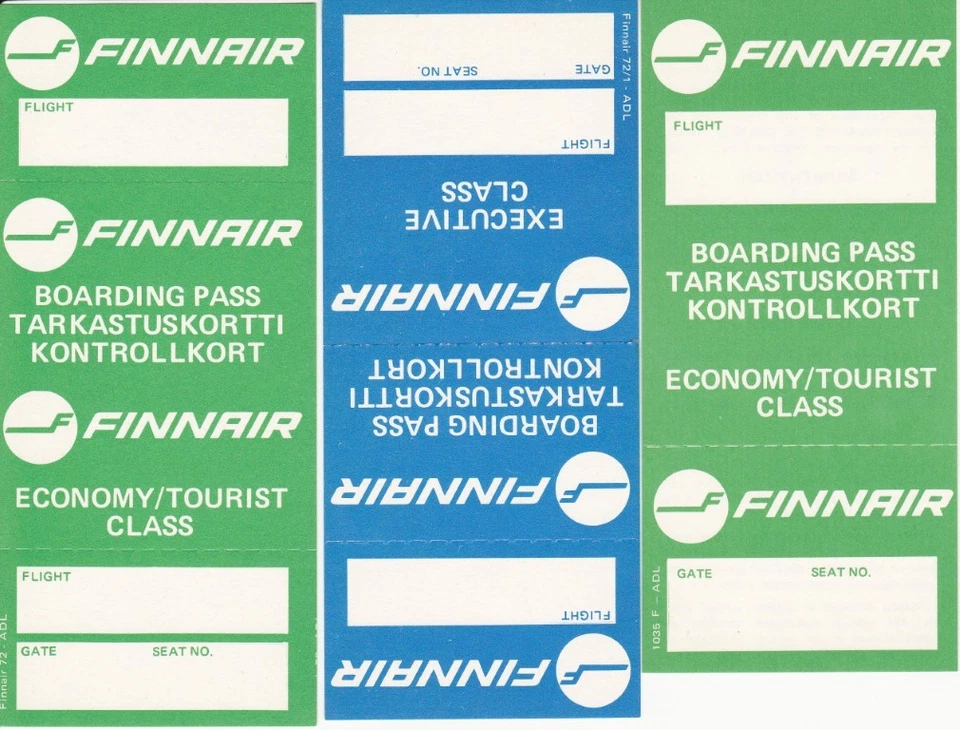 FINNAIR
FLIGHT
FINNAIR
BOARDING PASS
TARKASTUSKORTTI
KONTROLLKORT
FINNAIR
ECONOMY/TOURIST
CLASS
FLIGHT
GATE
SEAT NO.
Finnair 72 - ADL
FINNAIR
FLIGHT
FINNAIR
BOARDING PASS
TARKASTUSKORTTI
KONTROLLKORT
FINNAIR
EXECUTIVE
CLASS
FLIGHT
GATE
SEAT NO.
Finnair 72/1 - ADL
FINNAIR
FLIGHT
BOARDING PASS
TARKASTUSKORTTI
KONTROLLKORT
ECONOMY/TOURIST
CLASS
FINNAIR
GATE
SEAT NO.
1035 F - ADL